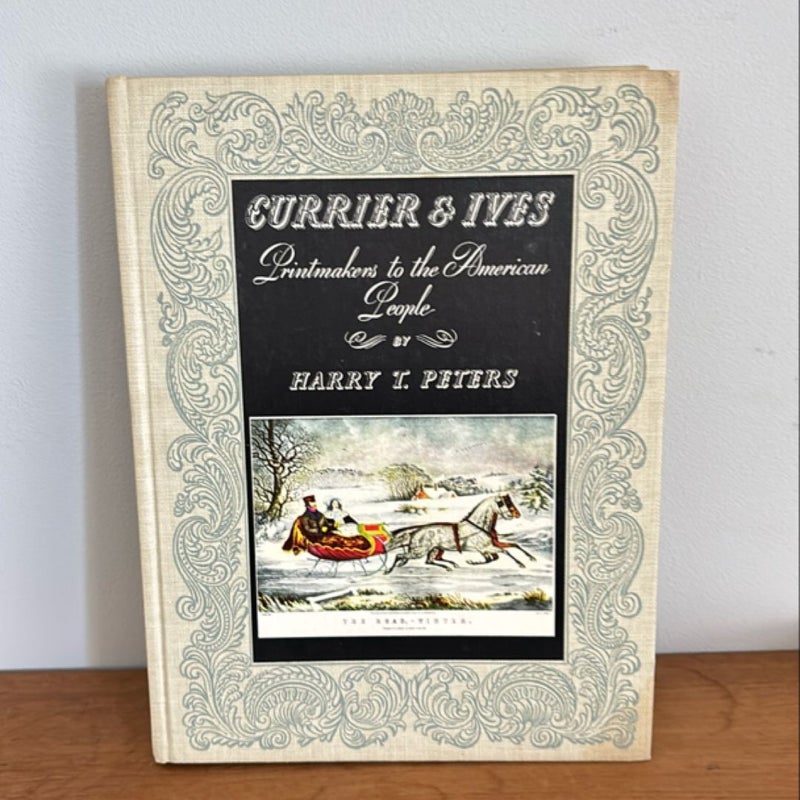 CURRIER & IVES
Printmakers to the American
People
BY
HARRY T. PETERS
THE ROAD,-WINTER.